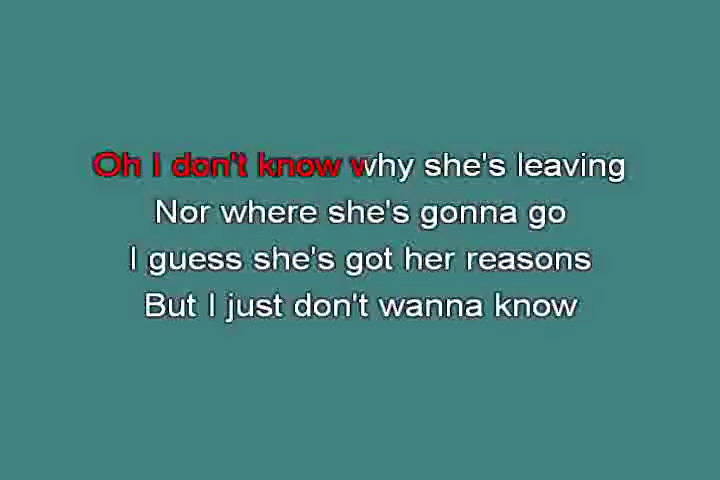 Oh I don't know why she's leaving
Nor where she's gonna go
I guess she's got her reasons
But I just don't wanna know